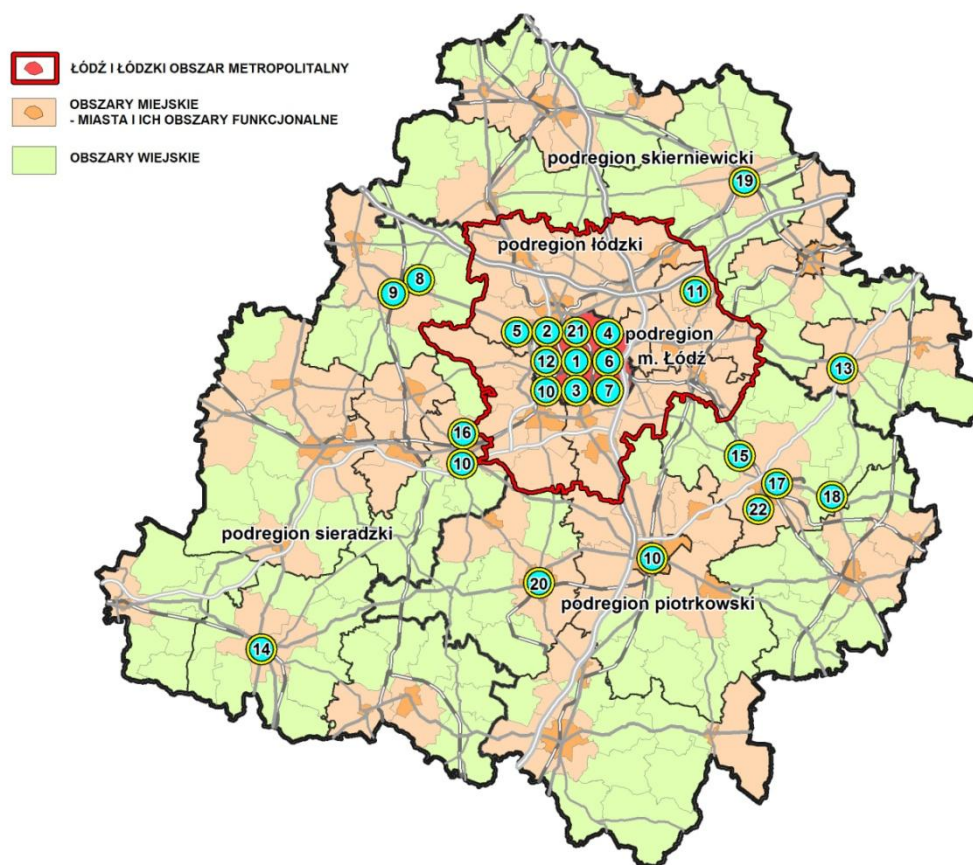 ŁÓDŹ I ŁÓDZKI OBSZAR METROPOLITALNY
OBSZARY MIEJSKIE
- MIASTA I ICH OBSZARY FUNKCJONALNE
OBSZARY WIEJSKIE
podregion skierniewicki
19
podregion łódzki
8
9
11
5
2
21
4
podregion
m. Łódź
12
1
6
13
10
3
7
16
10
15
17
18
22
podregion sieradzki
10
20
podregion piotrkowski
14